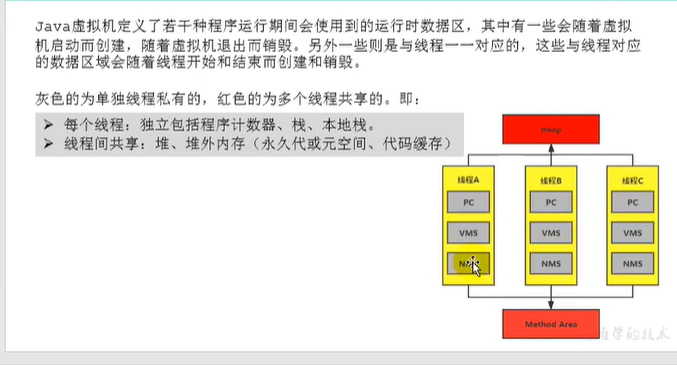 Java虚拟机定义了若干种程序运行期间会使用到的运行时数据区，其中有一些会随着虚拟
机启动而创建，随着虚拟机退出而销毁。另外一些则是与线程一一对应的，这些与线程对应
的数据区域会随着线程开始和结束而创建和销毁。
灰色的为单独线程私有的，红色的为多个线程共享的。即：
➢ 每个线程：独立包括程序计数器、栈、本地栈。
➢ 线程间共享：堆、堆外内存（永久代或元空间、代码缓存）
Heap
线程A 线程B 线程C
PC PC PC
VMS VMS VMS
NMS NMS
Method Area
自学的技术